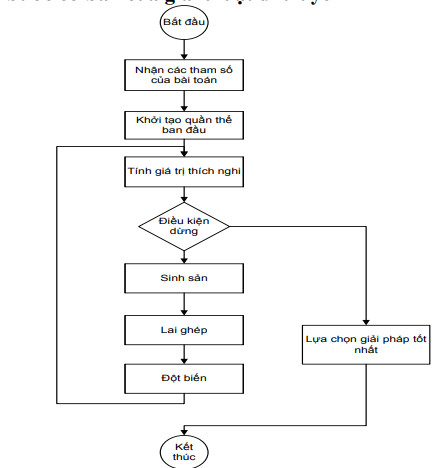 Bắt đầu
Nhận các tham số
của bài toán
Khởi tạo quần thể
ban đầu
Tính giá trị thích nghi
Điều kiện
dừng
Sinh sản
Lai ghép
Lựa chọn giải pháp tốt
nhất
Đột biến
Kết
thúc